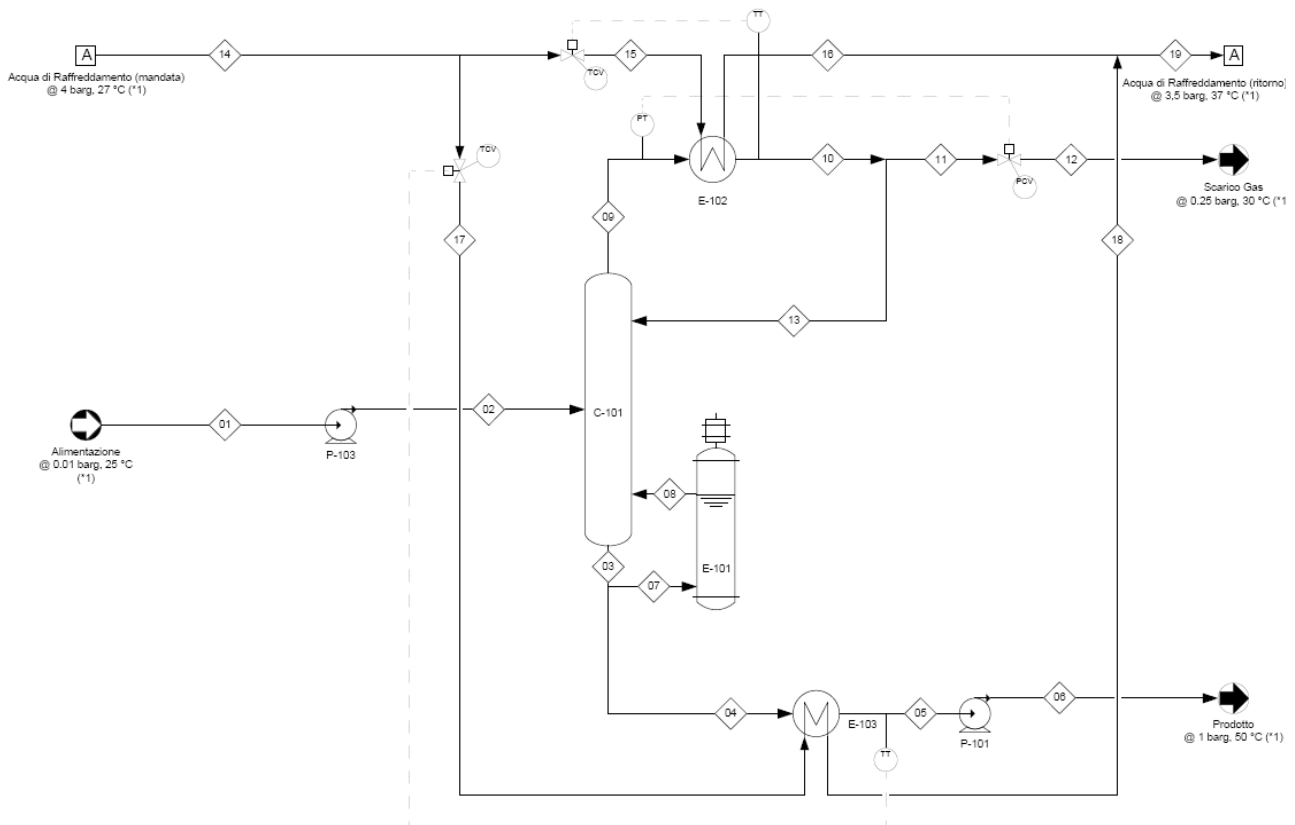 TT
A
14
15
16
19
A
TCV
Acqua di Raffreddamento (mandata)
@ 4 barg, 27 °C (*1)
Acqua di Raffreddamento (ritorno)
@ 3,5 barg, 37 °C (*1)
PT
TCV
10
11
12
PCV
E-102
Scarico Gas
@ 0.25 barg, 30 °C (*1
09
17
18
13
C-101
02
01
P-103
Alimentazione
@ 0.01 barg, 25 °C
(*1)
08
03
E-101
07
04
E-103
05
06
P-101
Prodotto
@ 1 barg, 50 °C (*1)
TT